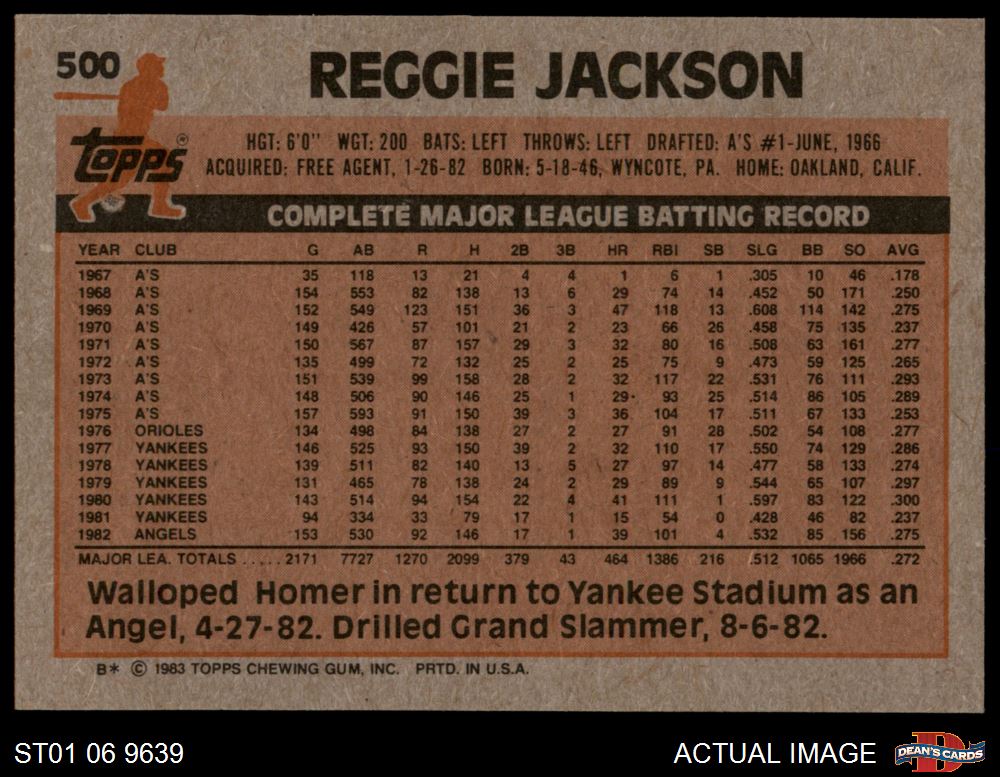 500 REGGIE JACKSON
Topps®
HGT: 6'0" WGT: 200 BATS: LEFT THROWS: LEFT DRAFTED: A'S #1-JUNE, 1966
ACQUIRED: FREE AGENT, 1-26-82 BORN: 5-18-46, WYNCOTE, PA. HOME: OAKLAND, CALIF.
COMPLETE MAJOR LEAGUE BATTING RECORD
YEAR CLUB G AB R H 2B 3B HR RBI SB SLG BB SO AVG
1967 A'S 35 118 13 21 4 4 1 6 1 .305 10 46 .178
1968 A'S 154 553 82 138 13 6 29 74 14 .452 50 171 .250
1969 A'S 152 549 123 151 36 3 47 118 13 .608 114 142 .275
1970 A'S 149 426 57 101 21 2 23 66 26 .458 75 135 .237
1971 A'S 150 567 87 157 29 3 32 80 16 .508 63 161 .277
1972 A'S 135 499 72 132 25 2 25 75 9 .473 59 125 .265
1973 A'S 151 539 99 158 28 2 32 117 22 .531 76 111 .293
1974 A'S 148 506 90 146 25 1 29 93 25 .514 86 105 .289
1975 A'S 157 593 91 150 39 3 36 104 17 .511 67 133 .253
1976 ORIOLES 134 498 84 138 27 2 27 91 28 .502 54 108 .277
1977 YANKEES 146 525 93 150 39 2 32 110 17 .550 74 129 .286
1978 YANKEES 139 511 82 140 13 5 27 97 14 .477 58 133 .274
1979 YANKEES 131 465 78 138 24 2 29 89 9 .544 65 107 .297
1980 YANKEES 143 514 94 154 22 4 41 111 1 .597 83 122 .300
1981 YANKEES 94 334 33 79 17 1 15 54 0 .428 46 82 .237
1982 ANGELS 153 530 92 146 17 1 39 101 4 .532 85 156 .275
MAJOR LEA. TOTALS ..... 2171 7727 1270 2099 379 43 464 1386 216 .512 1065 1966 .272
Walloped Homer in return to Yankee Stadium as an
Angel, 4-27-82. Drilled Grand Slammer, 8-6-82.
B* © 1983 TOPPS CHEWING GUM, INC. PRTD. IN U.S.A.
ST01 06 9639 ACTUAL IMAGE D DEAN'S CARDS